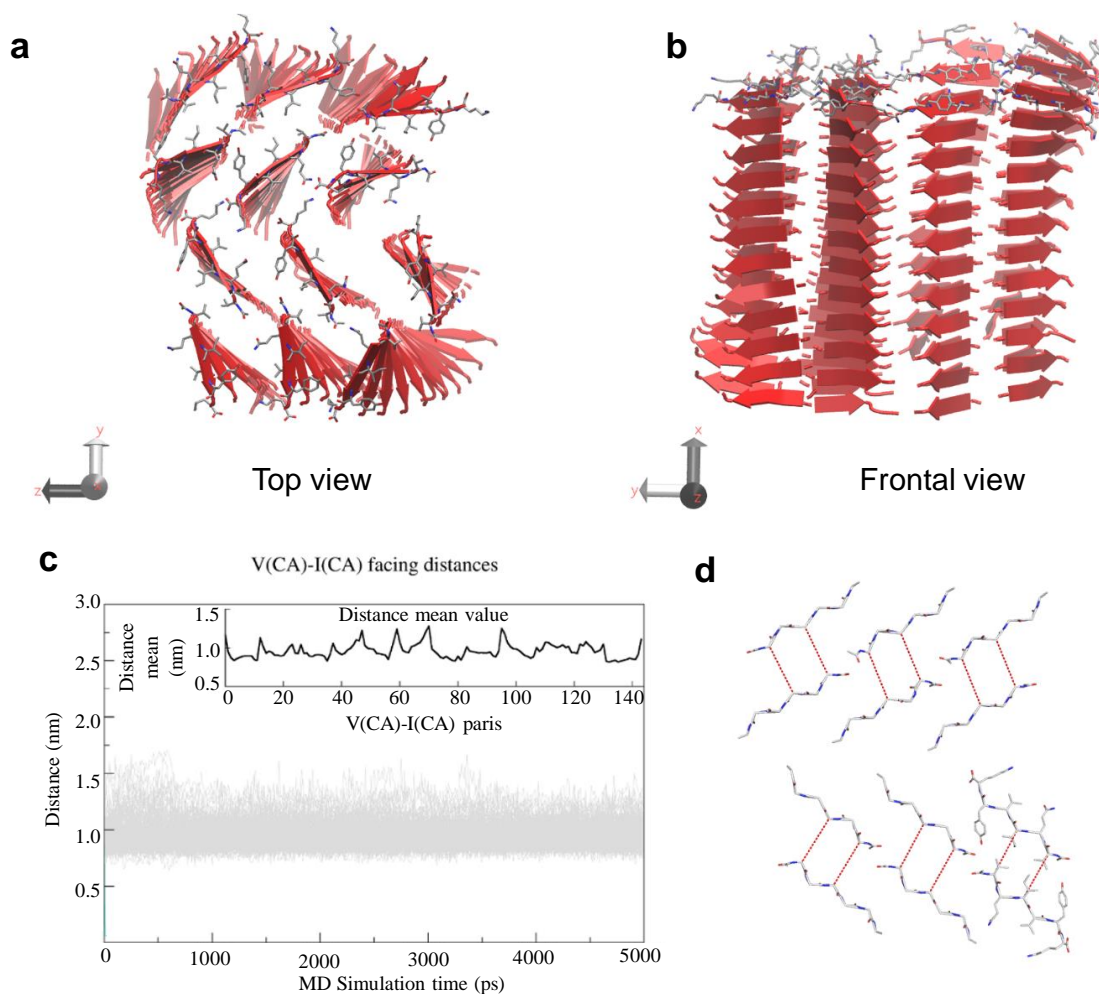 a
b
y
z
x
Top view
x
y
z
Frontal view
c
V(CA)-I(CA) facing distances
d
3.0
2.5
2.0
1.5
1.0
0.5
Distance (nm)
Distance mean value
Distance
mean
(nm)
1.5
1.0
0.5
0 20 40 60 80 100 120 140
V(CA)-I(CA) paris
0 1000 2000 3000 4000 5000
MD Simulation time (ps)